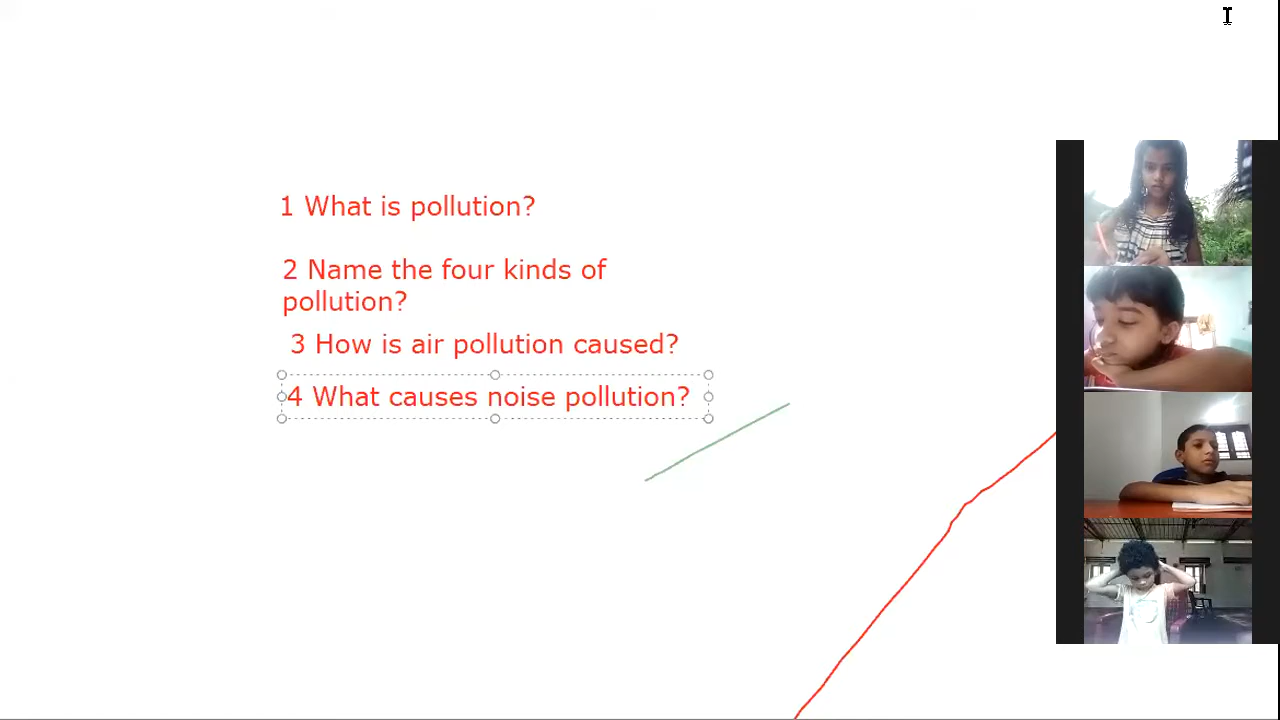 1 What is pollution?
2 Name the four kinds of
pollution?
3 How is air pollution caused?
4 What causes noise pollution?